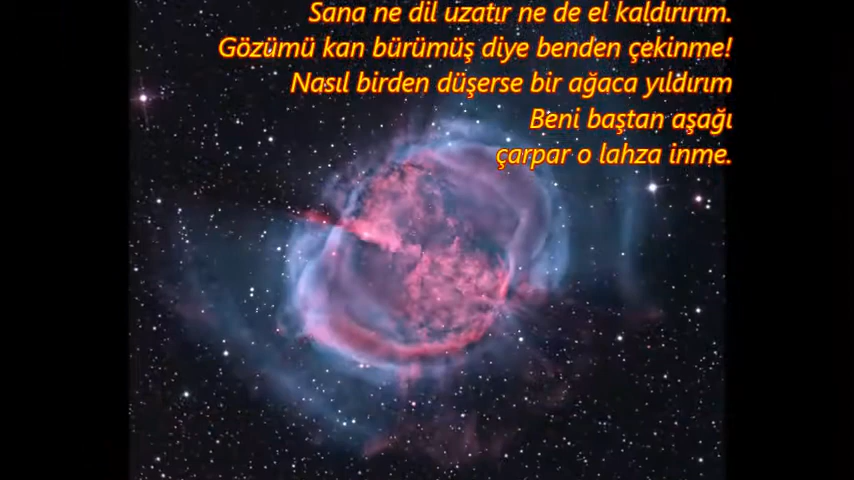 Sana ne dil uzatır ne de el kaldırırım.
Gözümü kan bürümüş diye benden çekinme!
Nasıl birden düşerse bir ağaca yıldırım
Beni baştan aşağı
çarpar o lahza inme.